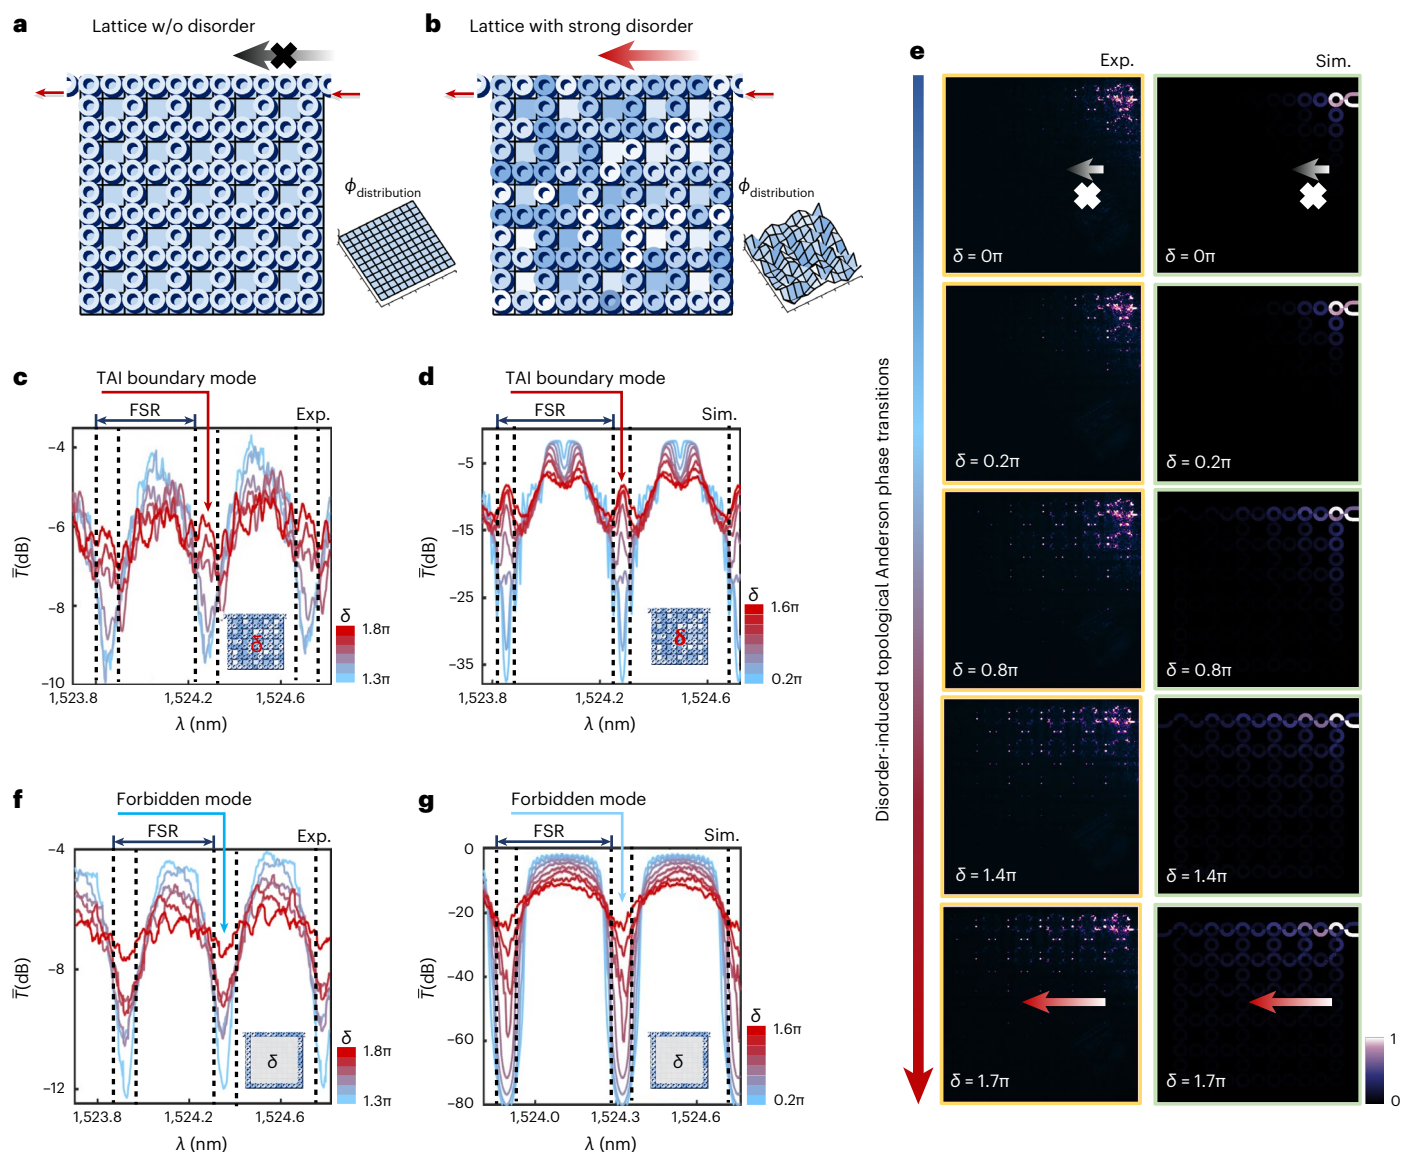 a
Lattice w/o disorder
ϕdistribution
b
Lattice with strong disorder
ϕdistribution
c
TAI boundary mode
FSR
Exp.
−4
−6
−8
−10
T̅(dB)
1,523.8
1,524.2
1,524.6
λ (nm)
δ
δ
1.8π
1.3π
d
TAI boundary mode
FSR
Sim.
−5
−15
−25
−35
T̅(dB)
1,523.8
1,524.2
1,524.6
λ (nm)
δ
δ
1.6π
0.2π
e
Exp.
Sim.
Disorder-induced topological Anderson phase transitions
δ = 0π
δ = 0π
δ = 0.2π
δ = 0.2π
δ = 0.8π
δ = 0.8π
δ = 1.4π
δ = 1.4π
δ = 1.7π
δ = 1.7π
1
0
f
Forbidden mode
FSR
Exp.
−4
−8
−12
T̅(dB)
1,523.8
1,524.2
1,524.6
λ (nm)
δ
δ
1.8π
1.3π
g
Forbidden mode
FSR
Sim.
0
−20
−40
−60
−80
T̅(dB)
1,524.0
1,524.3
1,524.6
λ (nm)
δ
δ
1.6π
0.2π